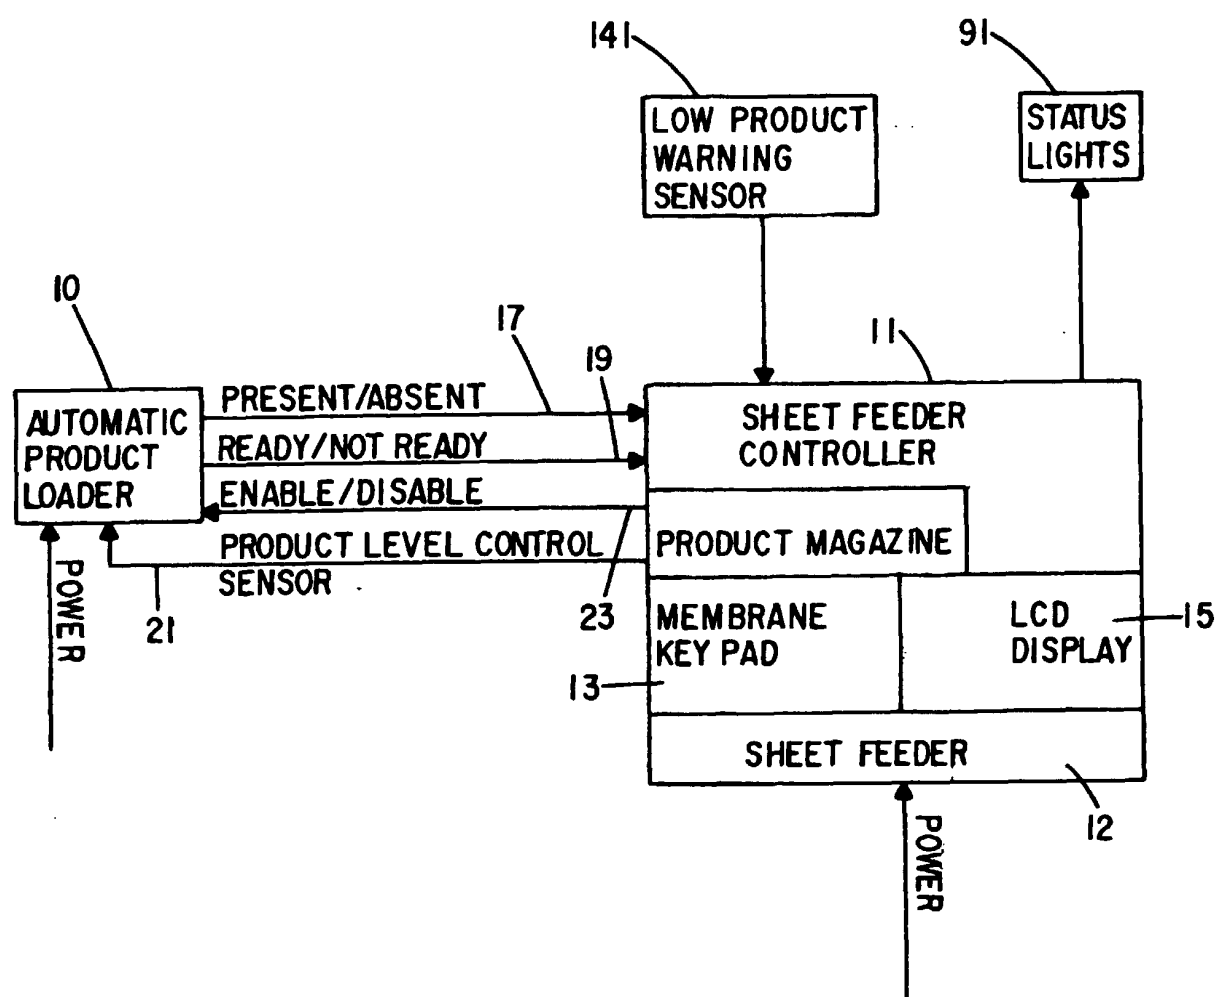 141
91
LOW PRODUCT
WARNING
SENSOR
STATUS
LIGHTS
10
17
19
11
AUTOMATIC
PRODUCT
LOADER
PRESENT/ABSENT
READY/NOT READY
ENABLE/DISABLE
PRODUCT LEVEL CONTROL
SENSOR
SHEET FEEDER
CONTROLLER
PRODUCT MAGAZINE
POWER
21
23
MEMBRANE
KEY PAD
13
LCD
DISPLAY
15
SHEET FEEDER
12
POWER